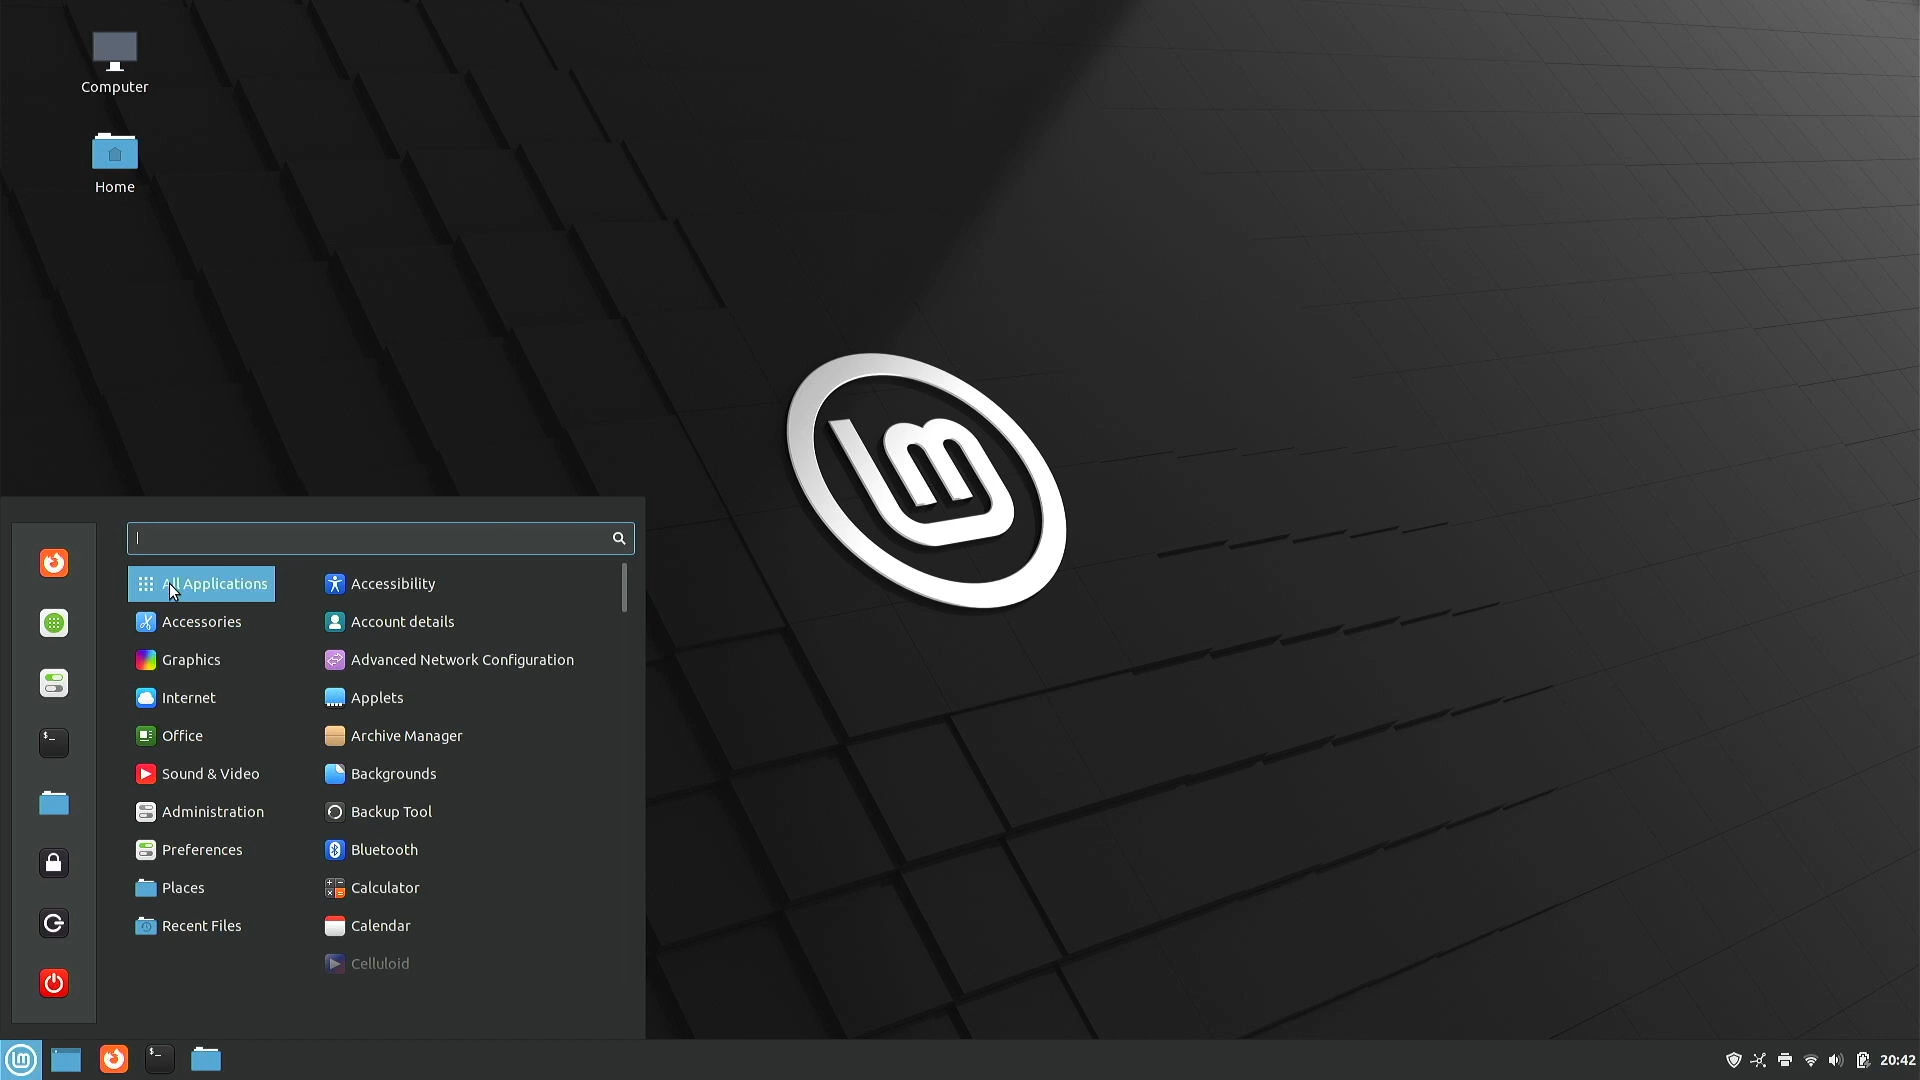 Computer
Home
All Applications
Accessories
Graphics
Internet
Office
Sound & Video
Administration
Preferences
Places
Recent Files
Accessibility
Account details
Advanced Network Configuration
Applets
Archive Manager
Backgrounds
Backup Tool
Bluetooth
Calculator
Calendar
Celluloid
20:42